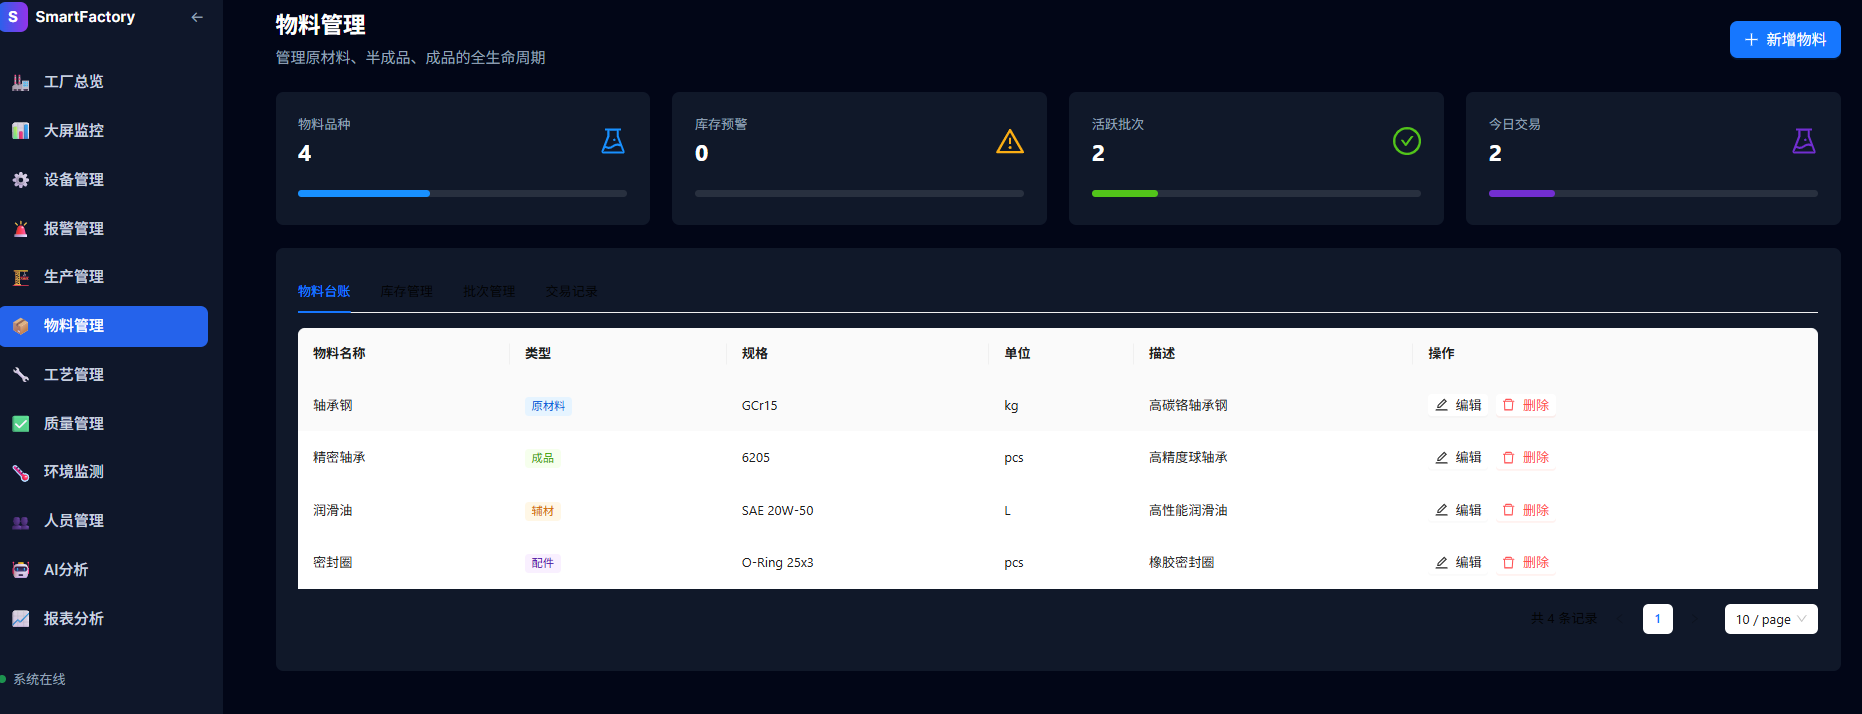 S SmartFactory
工厂总览
大屏监控
设备管理
报警管理
生产管理
物料管理
工艺管理
质量管理
环境监测
人员管理
AI分析
报表分析
系统在线
物料管理
管理原材料、半成品、成品的全生命周期
新增物料
物料品种
4
库存预警
0
活跃批次
2
今日交易
2
物料台账 库存管理 批次管理 交易记录
物料名称 类型 规格 单位 描述 操作
轴承钢 原材料 GCr15 kg 高碳铬轴承钢 编辑 删除
精密轴承 成品 6205 pcs 高精度球轴承 编辑 删除
润滑油 辅材 SAE 20W-50 L 高性能润滑油 编辑 删除
密封圈 配件 O-Ring 25x3 pcs 橡胶密封圈 编辑 删除
共 4 条记录 1 10 / page